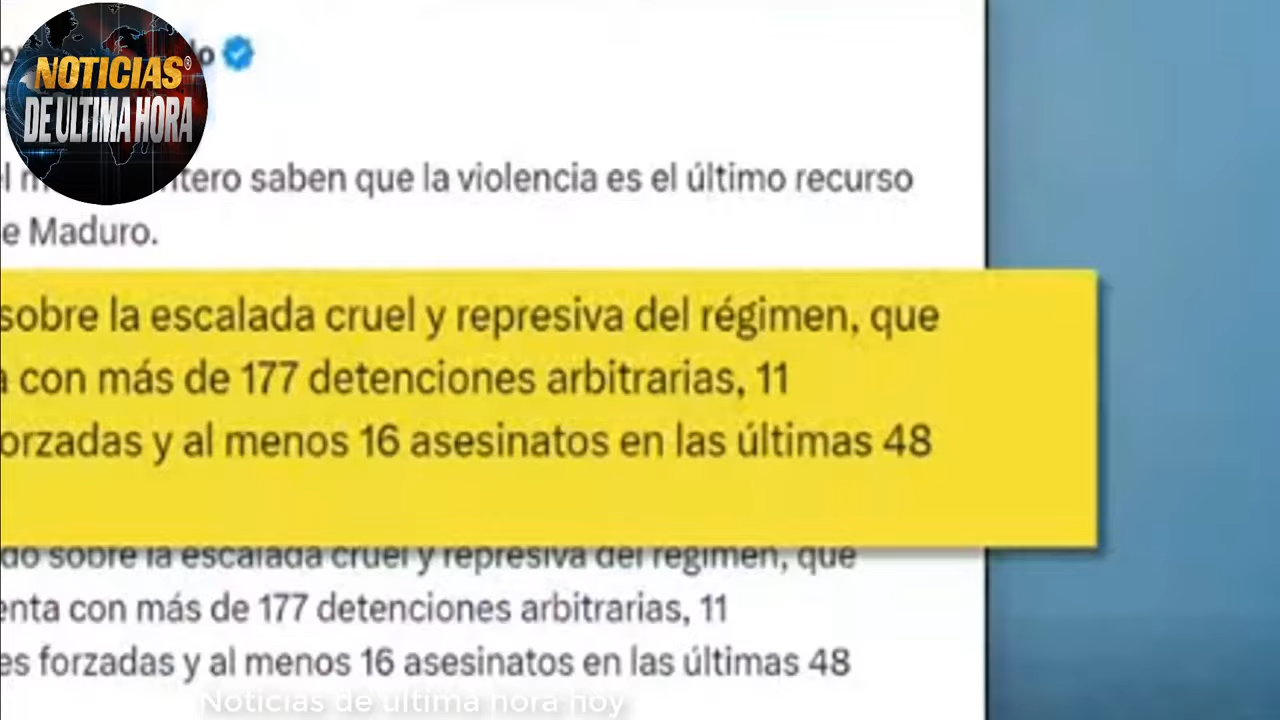 NOTICIAS®
DE ULTIMA HORA
ntero saben que la violencia es el último recurso
e Maduro.
sobre la escalada cruel y represiva del régimen, que
a con más de 177 detenciones arbitrarias, 11
orzadas y al menos 16 asesinatos en las últimas 48
do sobre la escalada cruel y represiva del régimen, que
enta con más de 177 detenciones arbitrarias, 11
es forzadas y al menos 16 asesinatos en las últimas 48
Noticias de ultima hora hoy